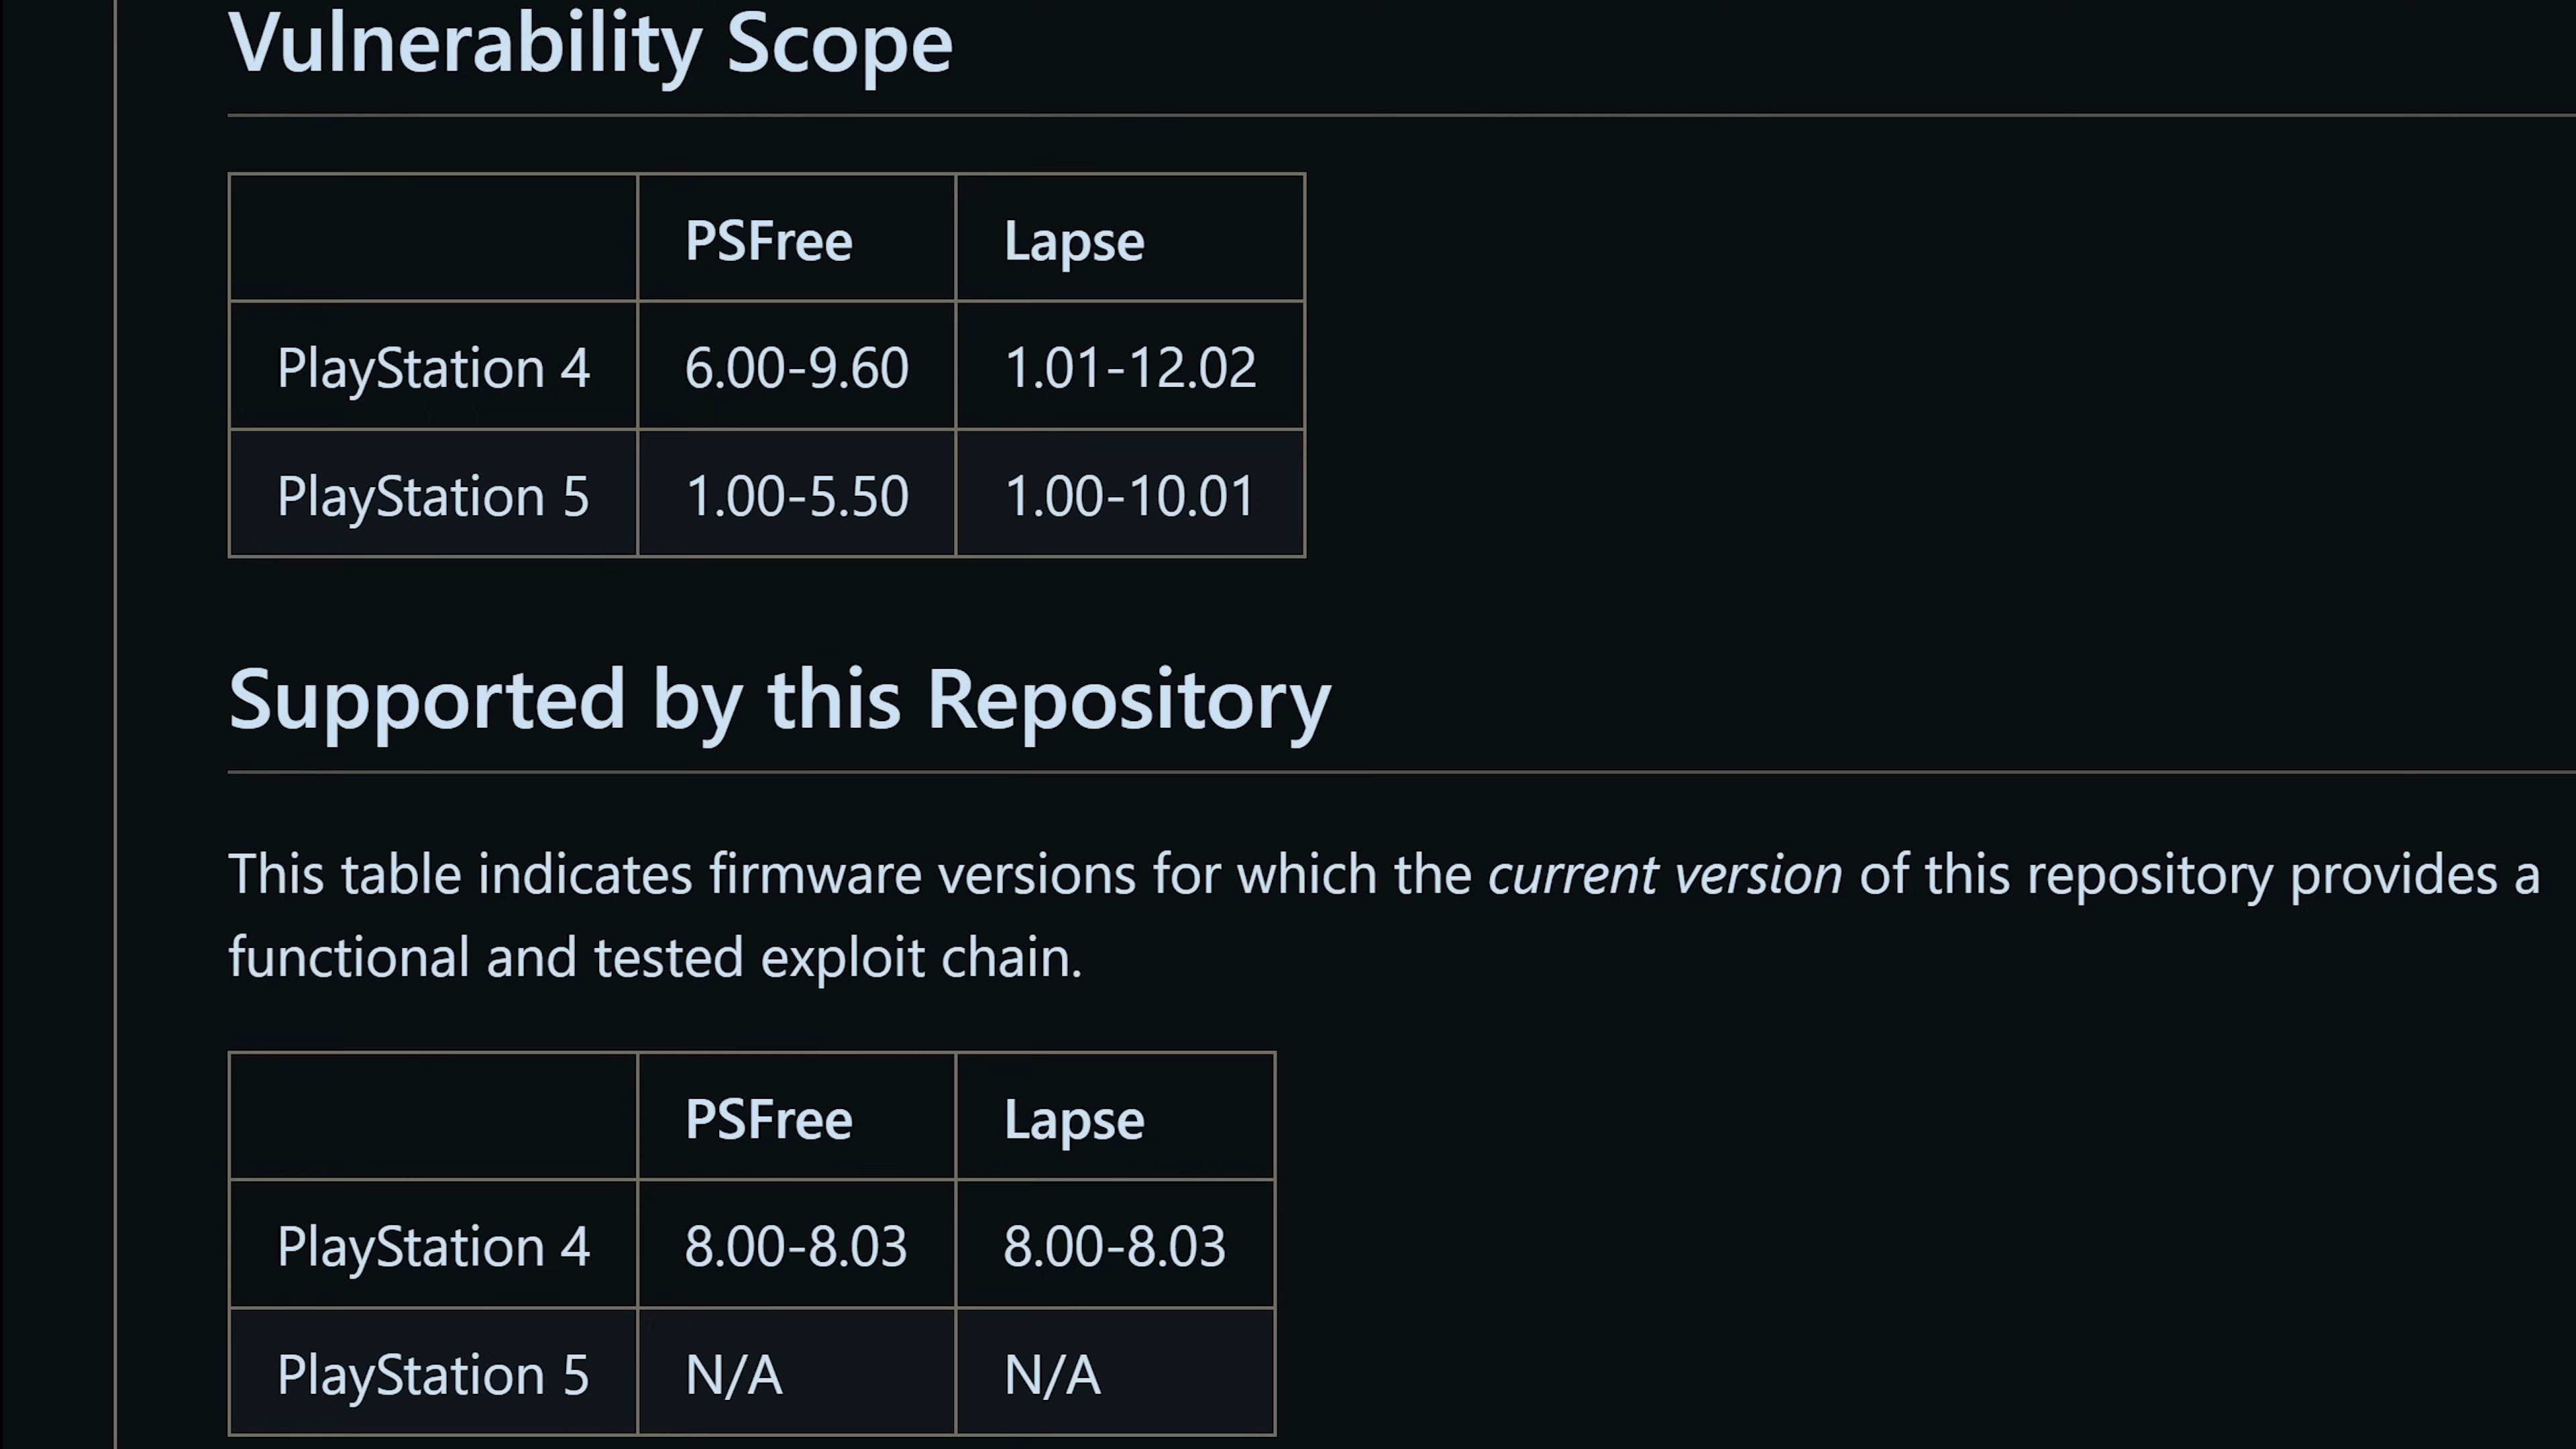 Vulnerability Scope
PSFree Lapse
PlayStation 4 6.00-9.60 1.01-12.02
PlayStation 5 1.00-5.50 1.00-10.01
Supported by this Repository
This table indicates firmware versions for which the current version of this repository provides a
functional and tested exploit chain.
PSFree Lapse
PlayStation 4 8.00-8.03 8.00-8.03
PlayStation 5 N/A N/A